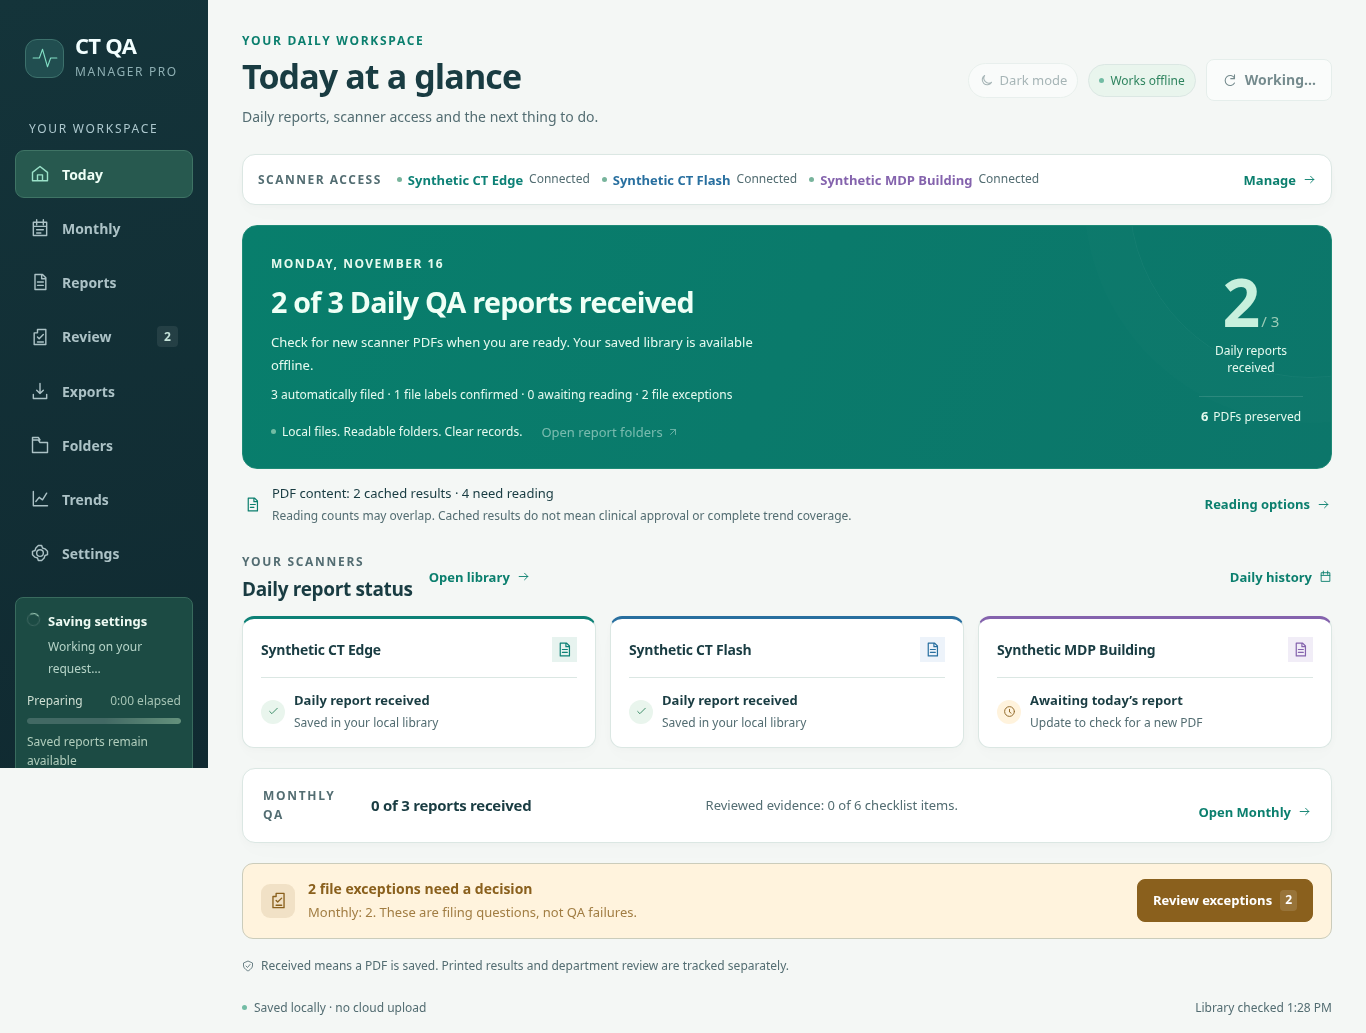 CT QA
MANAGER PRO
YOUR WORKSPACE
Today
Monthly
Reports
Review 2
Exports
Folders
Trends
Settings
Saving settings
Working on your
request…
Preparing 0:00 elapsed
Saved reports remain
available
YOUR DAILY WORKSPACE
Today at a glance
Daily reports, scanner access and the next thing to do.
Dark mode
Works offline
Working…
SCANNER ACCESS Synthetic CT Edge Connected Synthetic CT Flash Connected Synthetic MDP Building Connected Manage →
MONDAY, NOVEMBER 16
2 of 3 Daily QA reports received
Check for new scanner PDFs when you are ready. Your saved library is available
offline.
3 automatically filed · 1 file labels confirmed · 0 awaiting reading · 2 file exceptions
Local files. Readable folders. Clear records. Open report folders ↗
2 / 3
Daily reports
received
6 PDFs preserved
PDF content: 2 cached results · 4 need reading
Reading counts may overlap. Cached results do not mean clinical approval or complete trend coverage.
Reading options →
YOUR SCANNERS
Daily report status
Open library →
Daily history
Synthetic CT Edge
Daily report received
Saved in your local library
Synthetic CT Flash
Daily report received
Saved in your local library
Synthetic MDP Building
Awaiting today’s report
Update to check for a new PDF
MONTHLY
QA
0 of 3 reports received
Reviewed evidence: 0 of 6 checklist items.
Open Monthly →
2 file exceptions need a decision
Monthly: 2. These are filing questions, not QA failures.
Review exceptions 2
Received means a PDF is saved. Printed results and department review are tracked separately.
Saved locally · no cloud upload
Library checked 1:28 PM